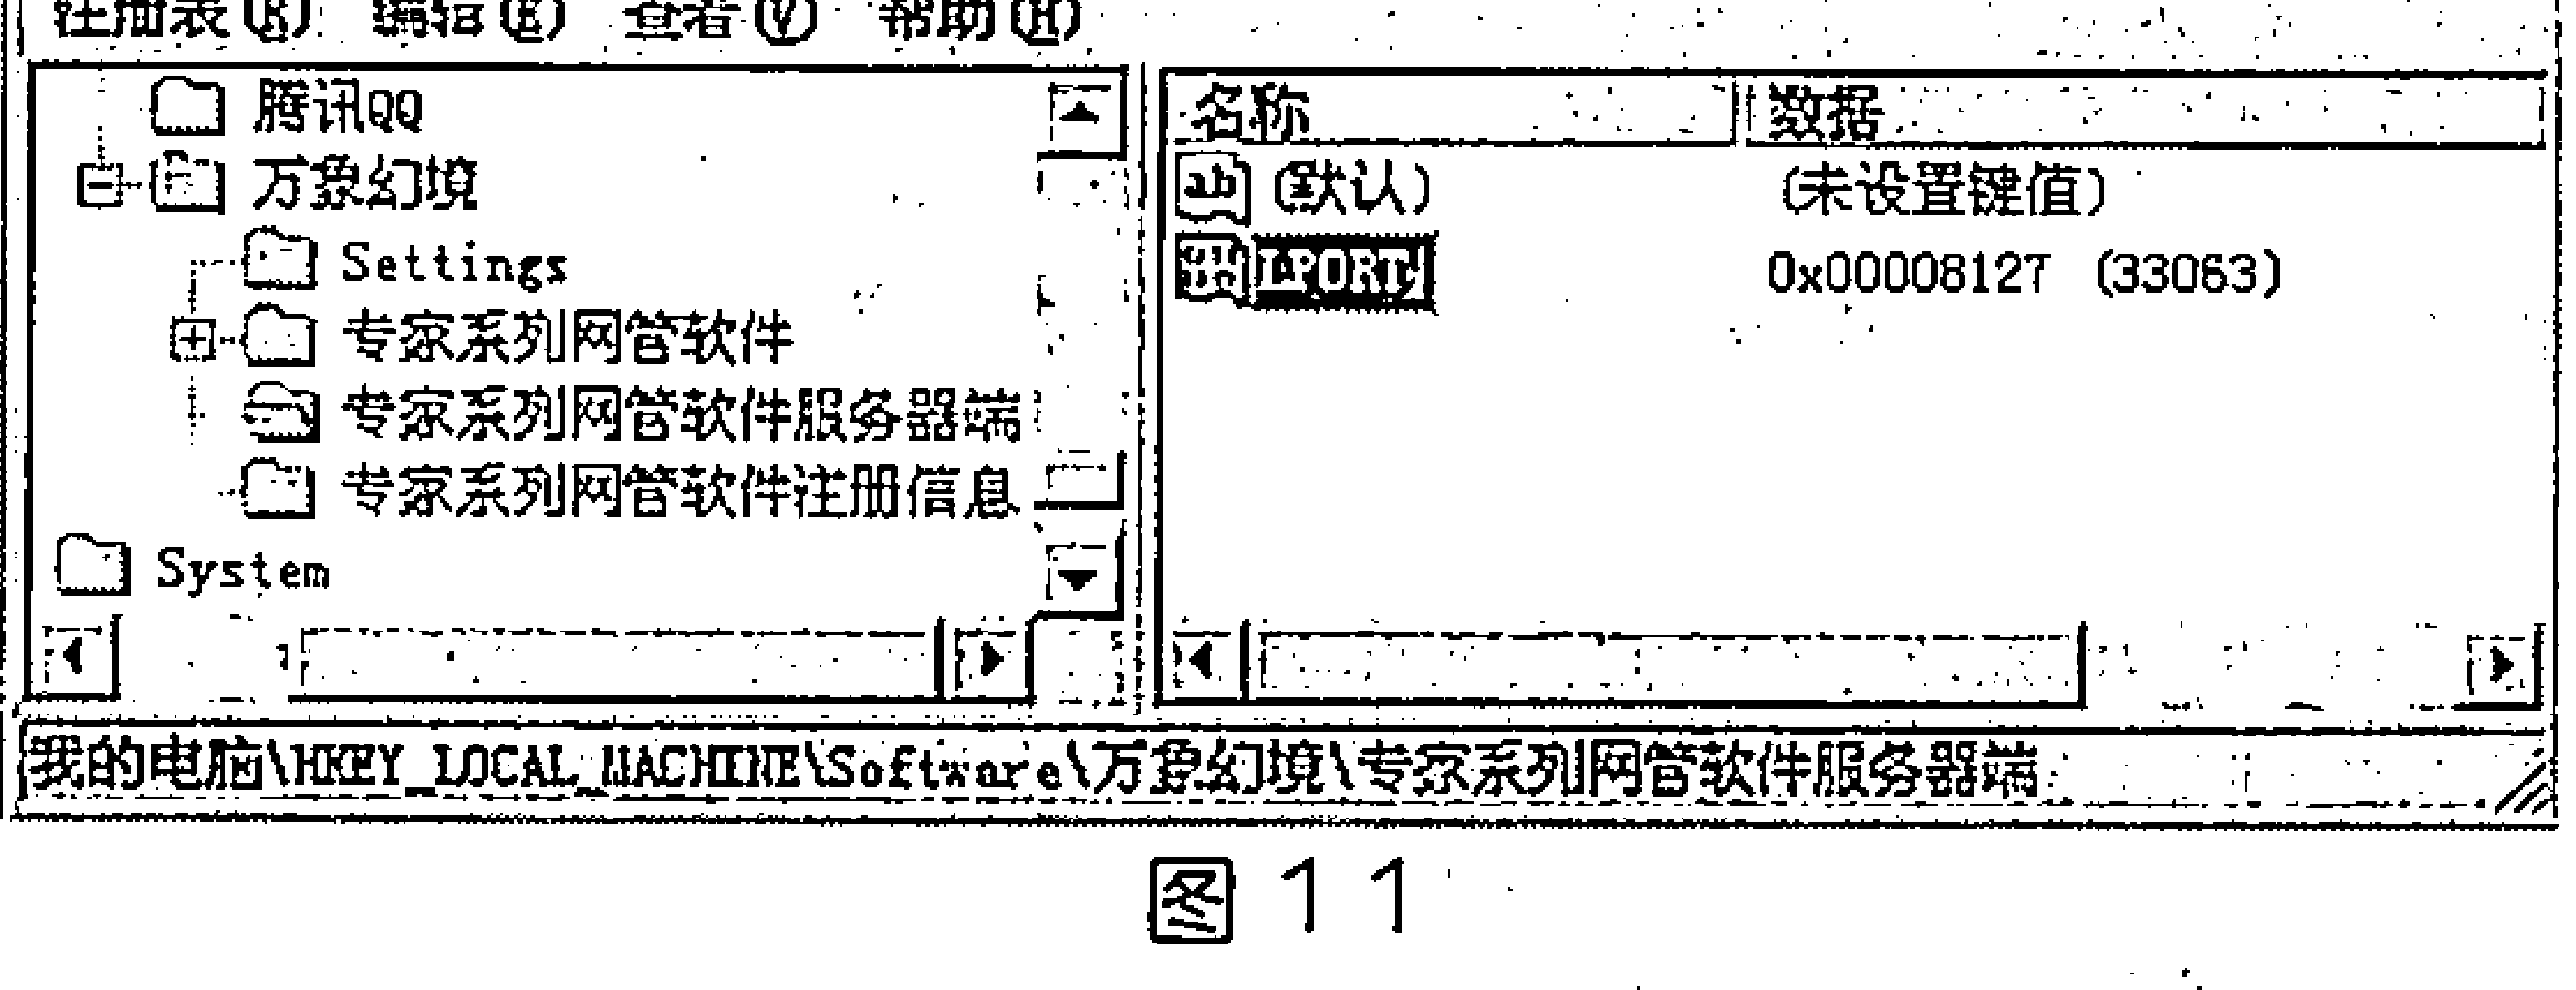 注册表(R) 编辑(E) 查看(V) 帮助(H)
腾讯QQ
万象幻境
Settings
专家系列网管软件
专家系列网管软件服务器端
专家系列网管软件注册信息
System
名称 数据
(默认) (未设置键值)
LPORT 0x00008127 (33063)
我的电脑\HKEY_LOCAL_MACHINE\Software\万象幻境\专家系列网管软件服务器端
图11